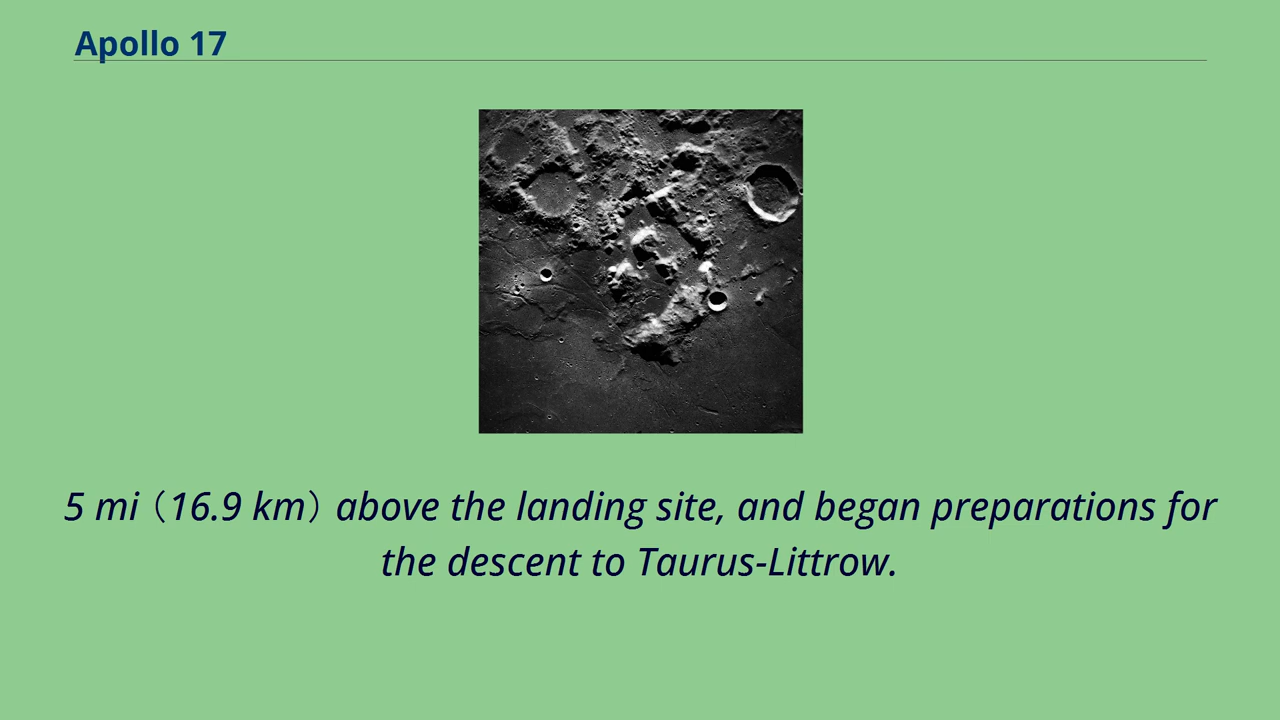 Apollo 17
5 mi (16.9 km) above the landing site, and began preparations for
the descent to Taurus-Littrow.